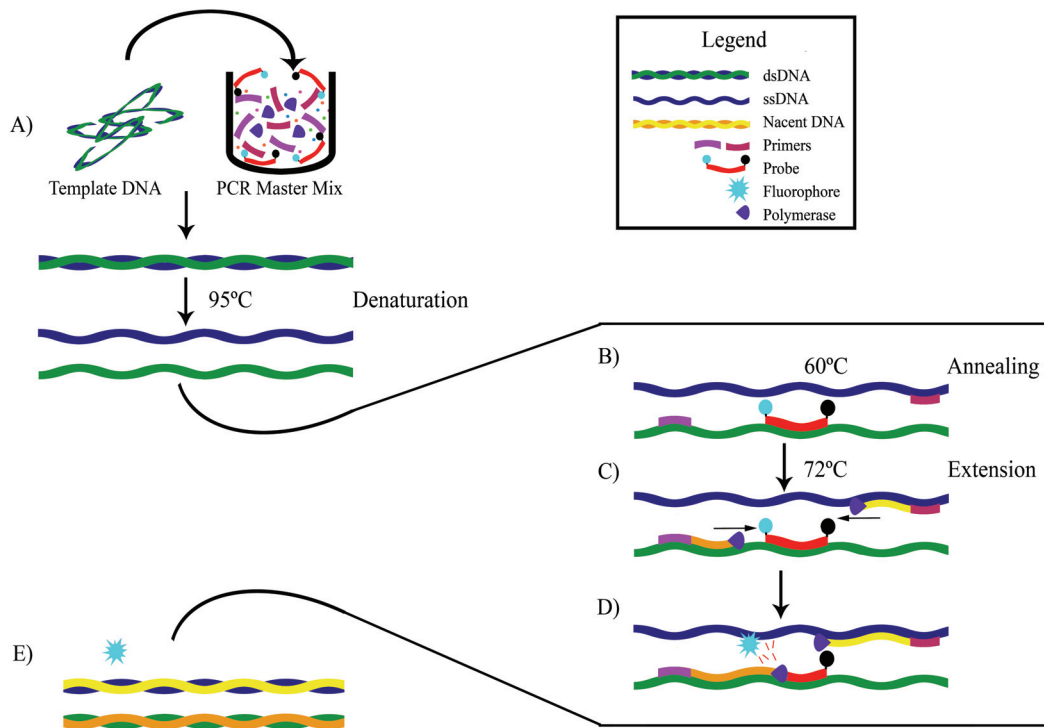 A)
Template DNA
PCR Master Mix
95ºC
Denaturation
Legend
dsDNA
ssDNA
Nacent DNA
Primers
Probe
Fluorophore
Polymerase
B)
60ºC
Annealing
C)
72ºC
Extension
D)
E)